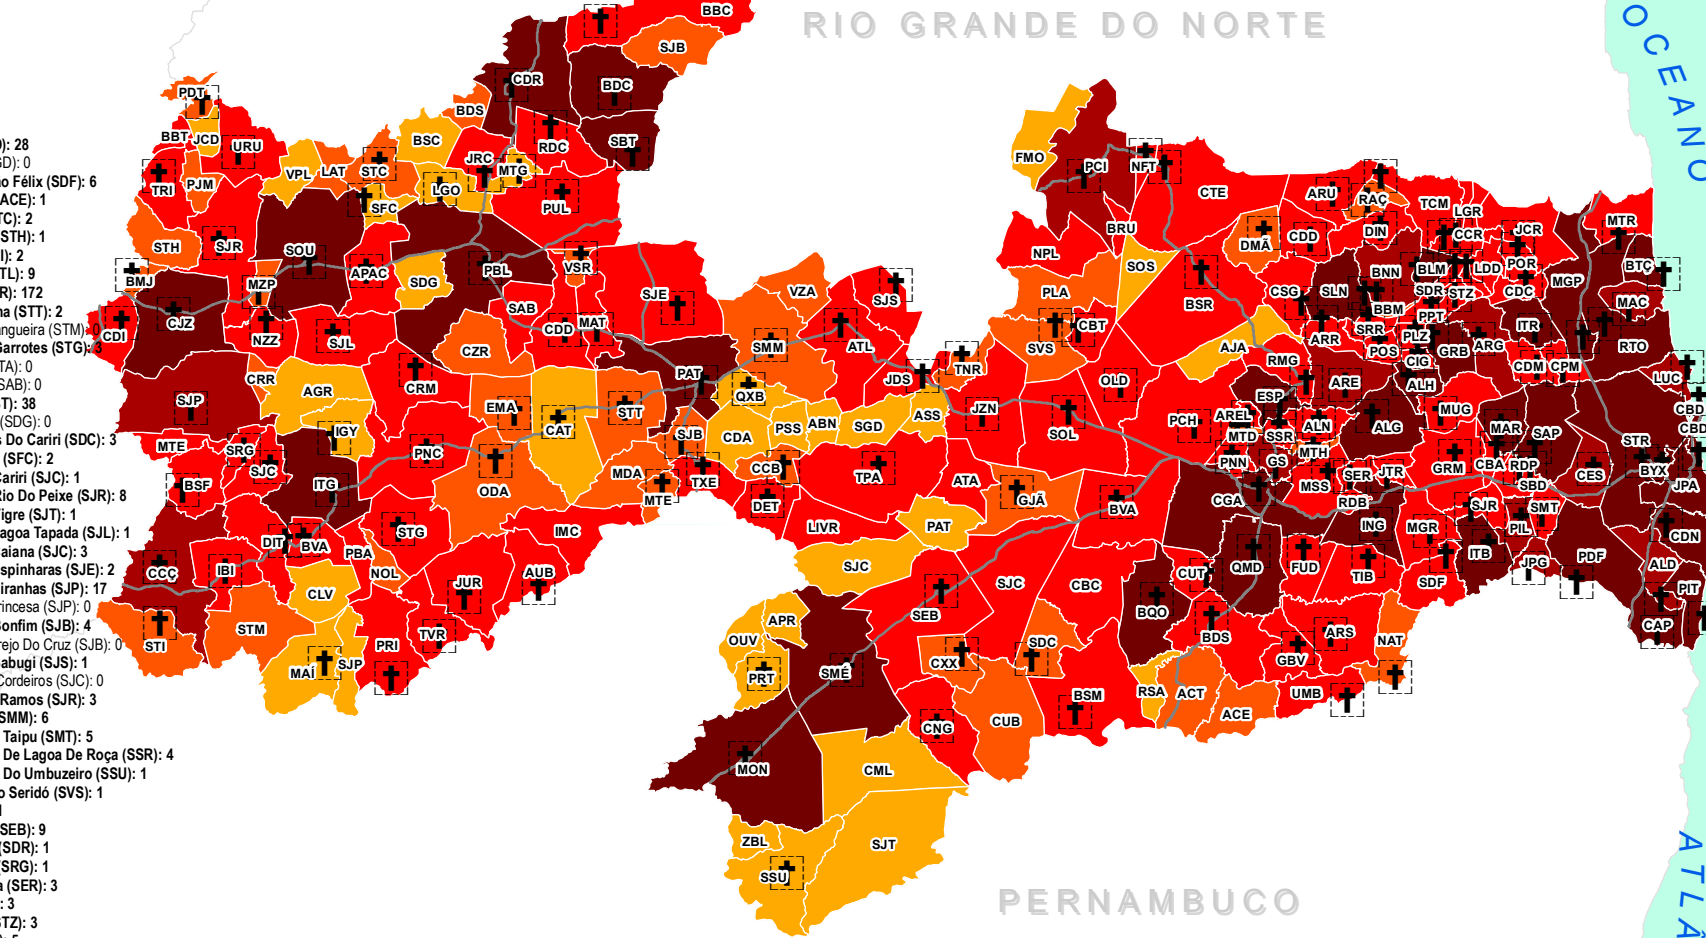 RIO GRANDE DO NORTE
OCEANO
ATLÂ
PERNAMBUCO
): 28
GD): 0
ão Félix (SDF): 6
ACE): 1
TC): 2
STH): 1
I): 2
TL): 9
R): 172
na (STT): 2
angueira (STM): 0
Garrotes (STG): 3
TA): 0
SAB): 0
ST): 38
(SDG): 0
s Do Cariri (SDC): 3
(SFC): 2
Cariri (SJC): 1
Rio Do Peixe (SJR): 8
Tigre (SJT): 1
agoa Tapada (SJL): 1
aiana (SJC): 3
spinharas (SJE): 2
iranhas (SJP): 17
rincesa (SJP): 0
Bonfim (SJB): 4
rejo Do Cruz (SJB): 0
abugi (SJS): 1
Cordeiros (SJC): 0
Ramos (SJR): 3
SMM): 6
Taipu (SMT): 5
De Lagoa De Roça (SSR): 4
Do Umbuzeiro (SSU): 1
o Seridó (SVS): 1
SEB): 9
(SDR): 1
(SRG): 1
a (SER): 3
: 3
STZ): 3
BBC
SJB
CDR
BDC
PDT
BDS
BBT
JCD
URU
BSC
JRC
RDC
SBT
TRI
PJM
VPL
LAT
STC
LGO
MTG
SFC
PUL
STH
SJR
SOU
APAC
SDG
PBL
VSR
BMJ
MZP
CJZ
CDI
NZZ
SJL
SAB
CDD
MAT
SJE
VZA
SJS
SMM
ATL
CZR
CRM
CRR
AGR
SJP
PAT
QXB
JDS
TNR
EMA
CAT
STT
IGY
MTE
SRG
SJC
PNC
SJB
CDA
PSS
ABN
SGD
ASS
JZN
BSF
ITG
ODA
MDA
MTE
TXE
CCB
DET
TPA
ATA
LIVR
PAT
GJÃ
STG
IMC
DIT
BVA
PBA
NOL
CCÇ
IBI
CLV
JUR
AUB
STI
STM
PRI
TVR
MAÍ
SJP
SJC
APR
OUV
PRT
SMÉ
SEB
CXX
MON
CNG
CML
ZBL
SSU
SJT
FMO
PCI
NFT
CTE
ARU
RAÇ
TCM
LGR
BRU
NPL
SOS
DMÃ
CDD
DIN
CCR
JCR
MTR
PLA
BSR
CSG
SLN
BNN
BLM
LDD
POR
BTÇ
SDR
STZ
CDC
MGP
MAC
SVS
CBT
BBM
PPT
SRR
PLZ
ITR
RTO
AJA
ARR
POS
GRB
ARG
RMG
CIG
CDM
CPM
LUC
OLD
ESP
ARE
ALH
CBD
CBD
SOL
PCH
AREL
MTD
SSR
ALN
ALG
MUG
MAR
SAP
STR
PNN
GS
MTH
GRM
CBA
RDP
CES
BYX
BVA
CGA
MSS
SER
JTR
SBD
JPA
RDB
SJR
SMT
ING
MGR
PIL
CDN
SJC
CBC
CUT
QMD
FUD
TIB
ITB
JPG
PDF
ALD
SDF
PIT
BQO
CAP
SDC
BDS
ARS
NAT
GBV
BSM
RSA
ACT
UMB
ACE
CUB